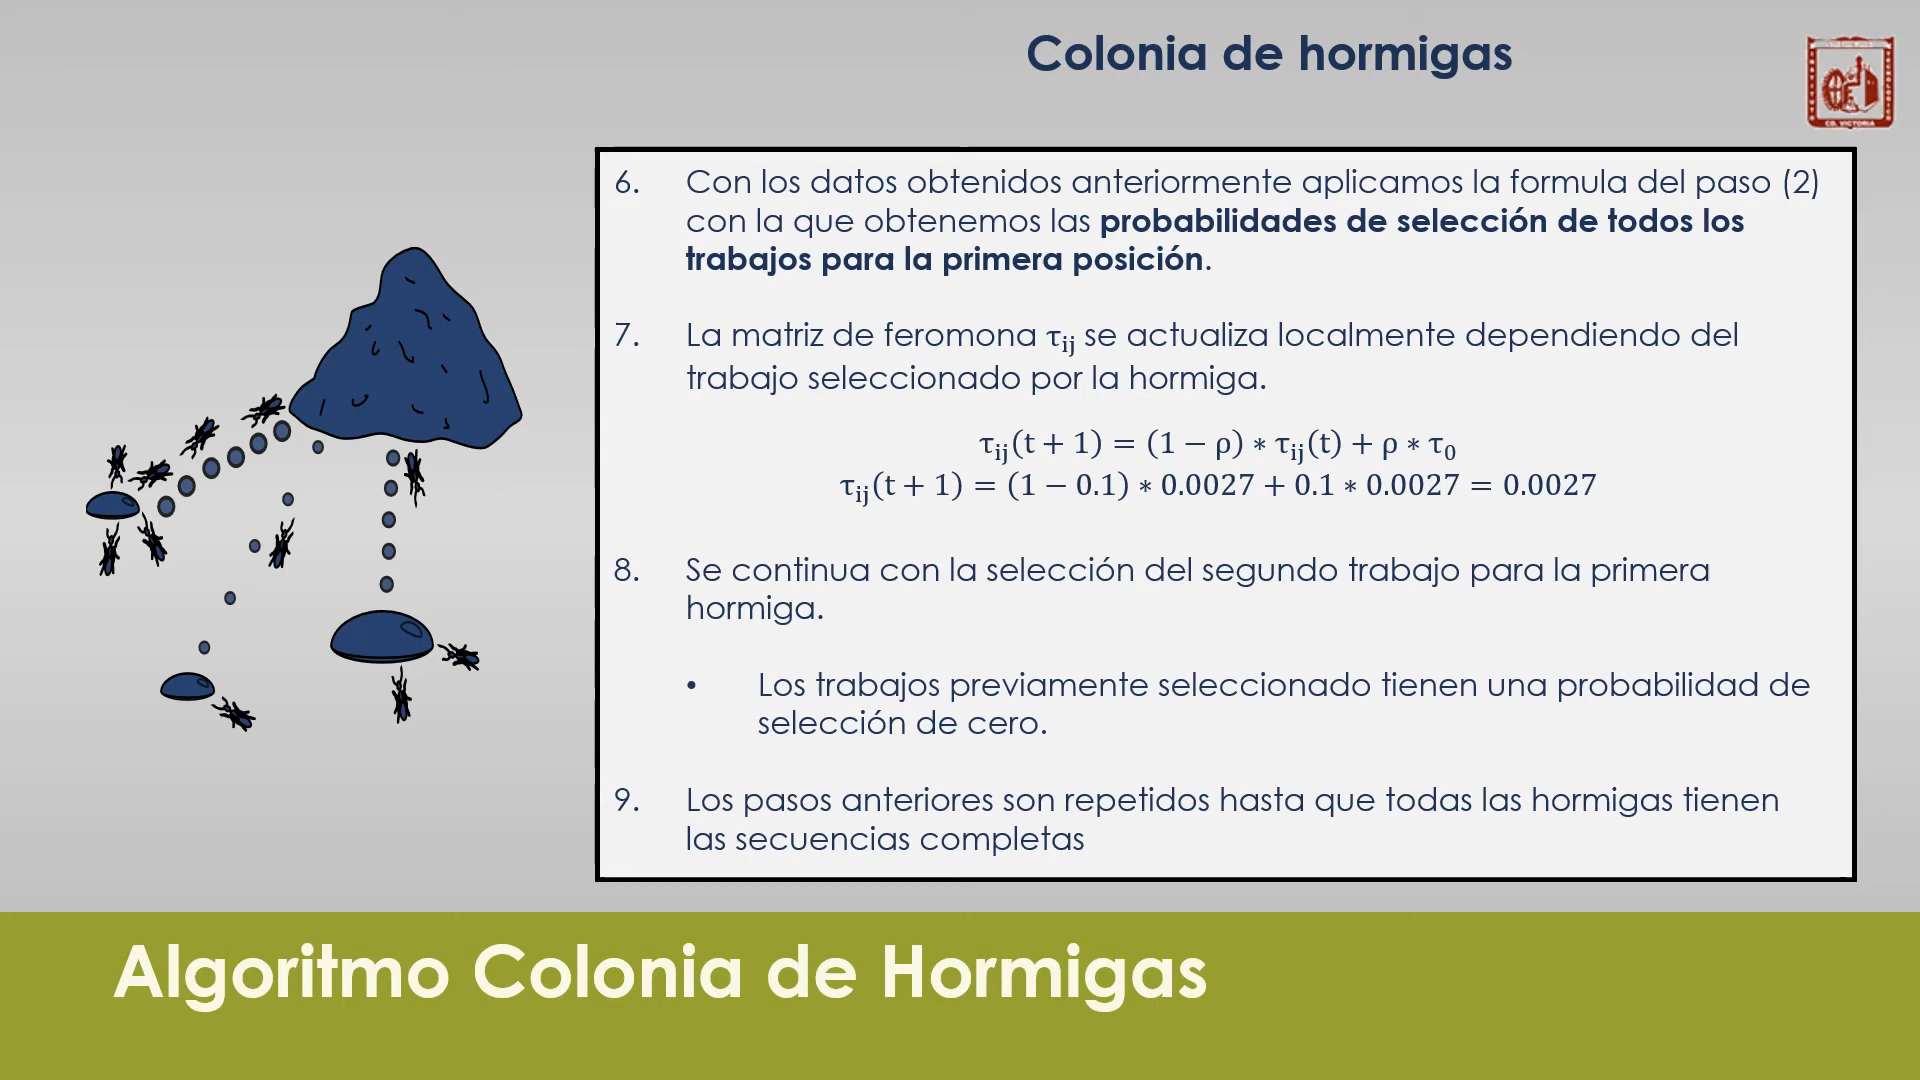 Colonia de hormigas
CD. VICTORIA
6. Con los datos obtenidos anteriormente aplicamos la formula del paso (2)
con la que obtenemos las probabilidades de selección de todos los
trabajos para la primera posición.
7. La matriz de feromona τij se actualiza localmente dependiendo del
trabajo seleccionado por la hormiga.
τij(t + 1) = (1 − ρ) ∗ τij(t) + ρ ∗ τ0
τij(t + 1) = (1 − 0.1) ∗ 0.0027 + 0.1 ∗ 0.0027 = 0.0027
8. Se continua con la selección del segundo trabajo para la primera
hormiga.
• Los trabajos previamente seleccionado tienen una probabilidad de
selección de cero.
9. Los pasos anteriores son repetidos hasta que todas las hormigas tienen
las secuencias completas
Algoritmo Colonia de Hormigas